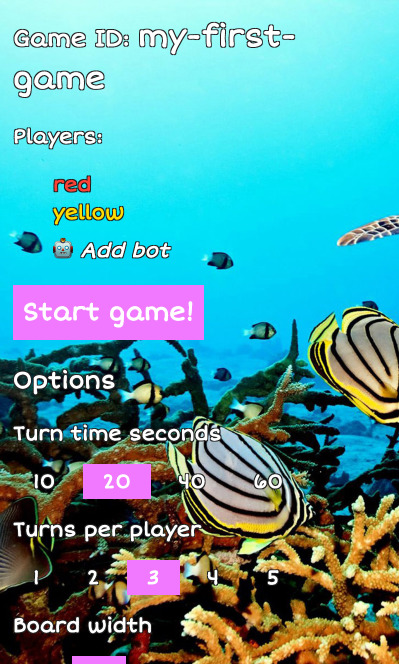 Game ID: my-first-
game
Players:
red
yellow
🤖 Add bot
Start game!
Options
Turn time seconds
10 20 40 60
Turns per player
1 2 3 4 5
Board width